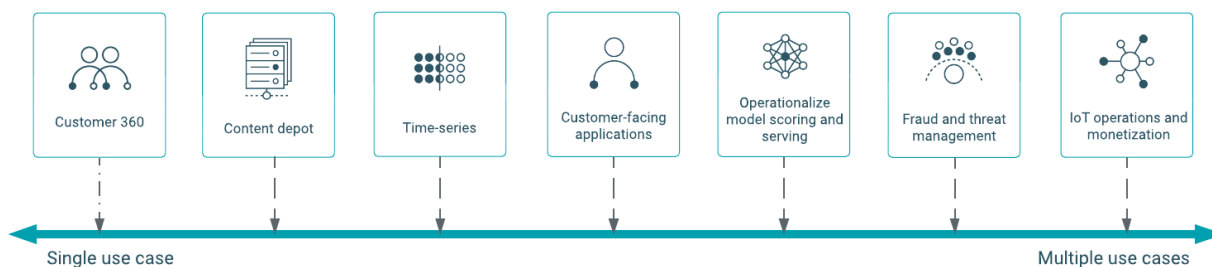 Customer 360
Content depot
Time-series
Customer-facing
applications
Operationalize
model scoring and
serving
Fraud and threat
management
IoT operations and
monetization
Single use case
Multiple use cases